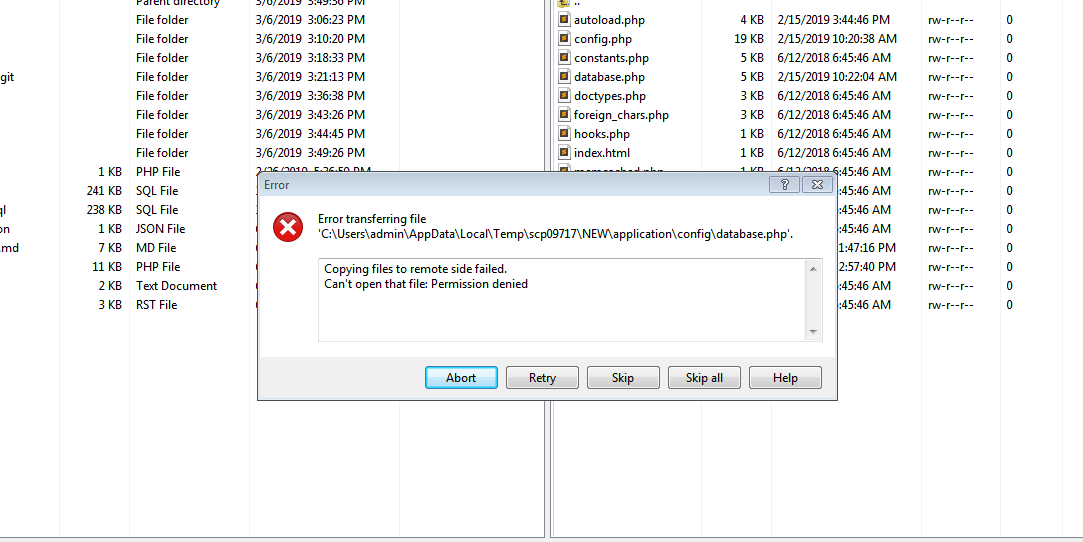 Parent directory 3/6/2019 3:49:36 PM
File folder 3/6/2019 3:06:23 PM
File folder 3/6/2019 3:10:20 PM
File folder 3/6/2019 3:18:33 PM
git File folder 3/6/2019 3:21:13 PM
File folder 3/6/2019 3:36:38 PM
File folder 3/6/2019 3:43:26 PM
File folder 3/6/2019 3:44:45 PM
File folder 3/6/2019 3:49:26 PM
1 KB PHP File
241 KB SQL File
ql 238 KB SQL File
on 1 KB JSON File
.md 7 KB MD File
11 KB PHP File
2 KB Text Document
3 KB RST File
..
autoload.php 4 KB 2/15/2019 3:44:46 PM rw-r--r-- 0
config.php 19 KB 2/15/2019 10:20:38 AM rw-r--r-- 0
constants.php 5 KB 6/12/2018 6:45:46 AM rw-r--r-- 0
database.php 5 KB 2/15/2019 10:22:04 AM rw-r--r-- 0
doctypes.php 3 KB 6/12/2018 6:45:46 AM rw-r--r-- 0
foreign_chars.php 3 KB 6/12/2018 6:45:46 AM rw-r--r-- 0
hooks.php 1 KB 6/12/2018 6:45:46 AM rw-r--r-- 0
index.html 1 KB 6/12/2018 6:45:46 AM rw-r--r-- 0
memcached.php 1 KB 6/12/2018 6:45:46 AM rw-r--r-- 0
:45:46 AM rw-r--r-- 0
:45:46 AM rw-r--r-- 0
:45:46 AM rw-r--r-- 0
1:47:16 PM rw-r--r-- 0
2:57:40 PM rw-r--r-- 0
:45:46 AM rw-r--r-- 0
:45:46 AM rw-r--r-- 0
Error
Error transferring file
'C:\Users\admin\AppData\Local\Temp\scp09717\NEW\application\config\database.php'.
Copying files to remote side failed.
Can't open that file: Permission denied
Abort Retry Skip Skip all Help